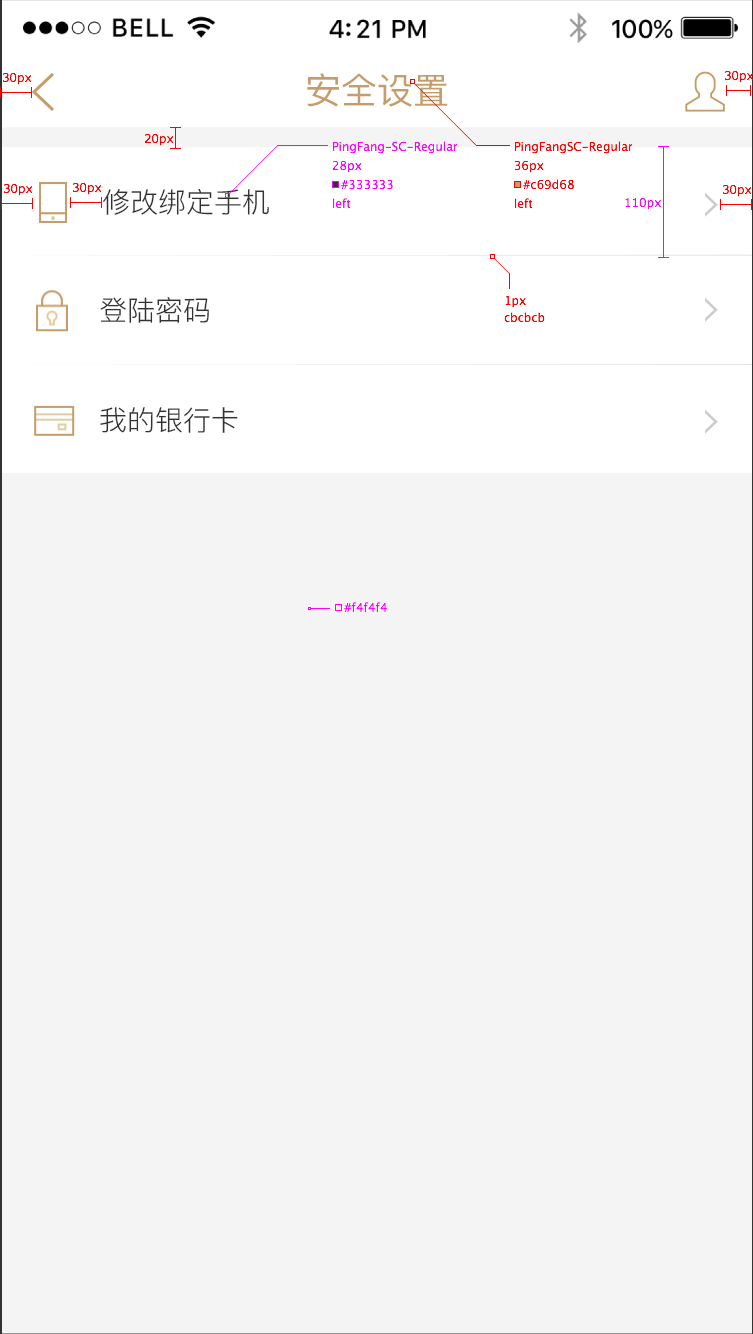 BELL 4:21 PM 100%
30px 安全设置 30px
20px
PingFang-SC-Regular
28px
#333333
left
PingFangSC-Regular
36px
#c69d68
left
30px 30px 修改绑定手机 110px 30px
1px
cbcbcb
登陆密码
我的银行卡
#f4f4f4